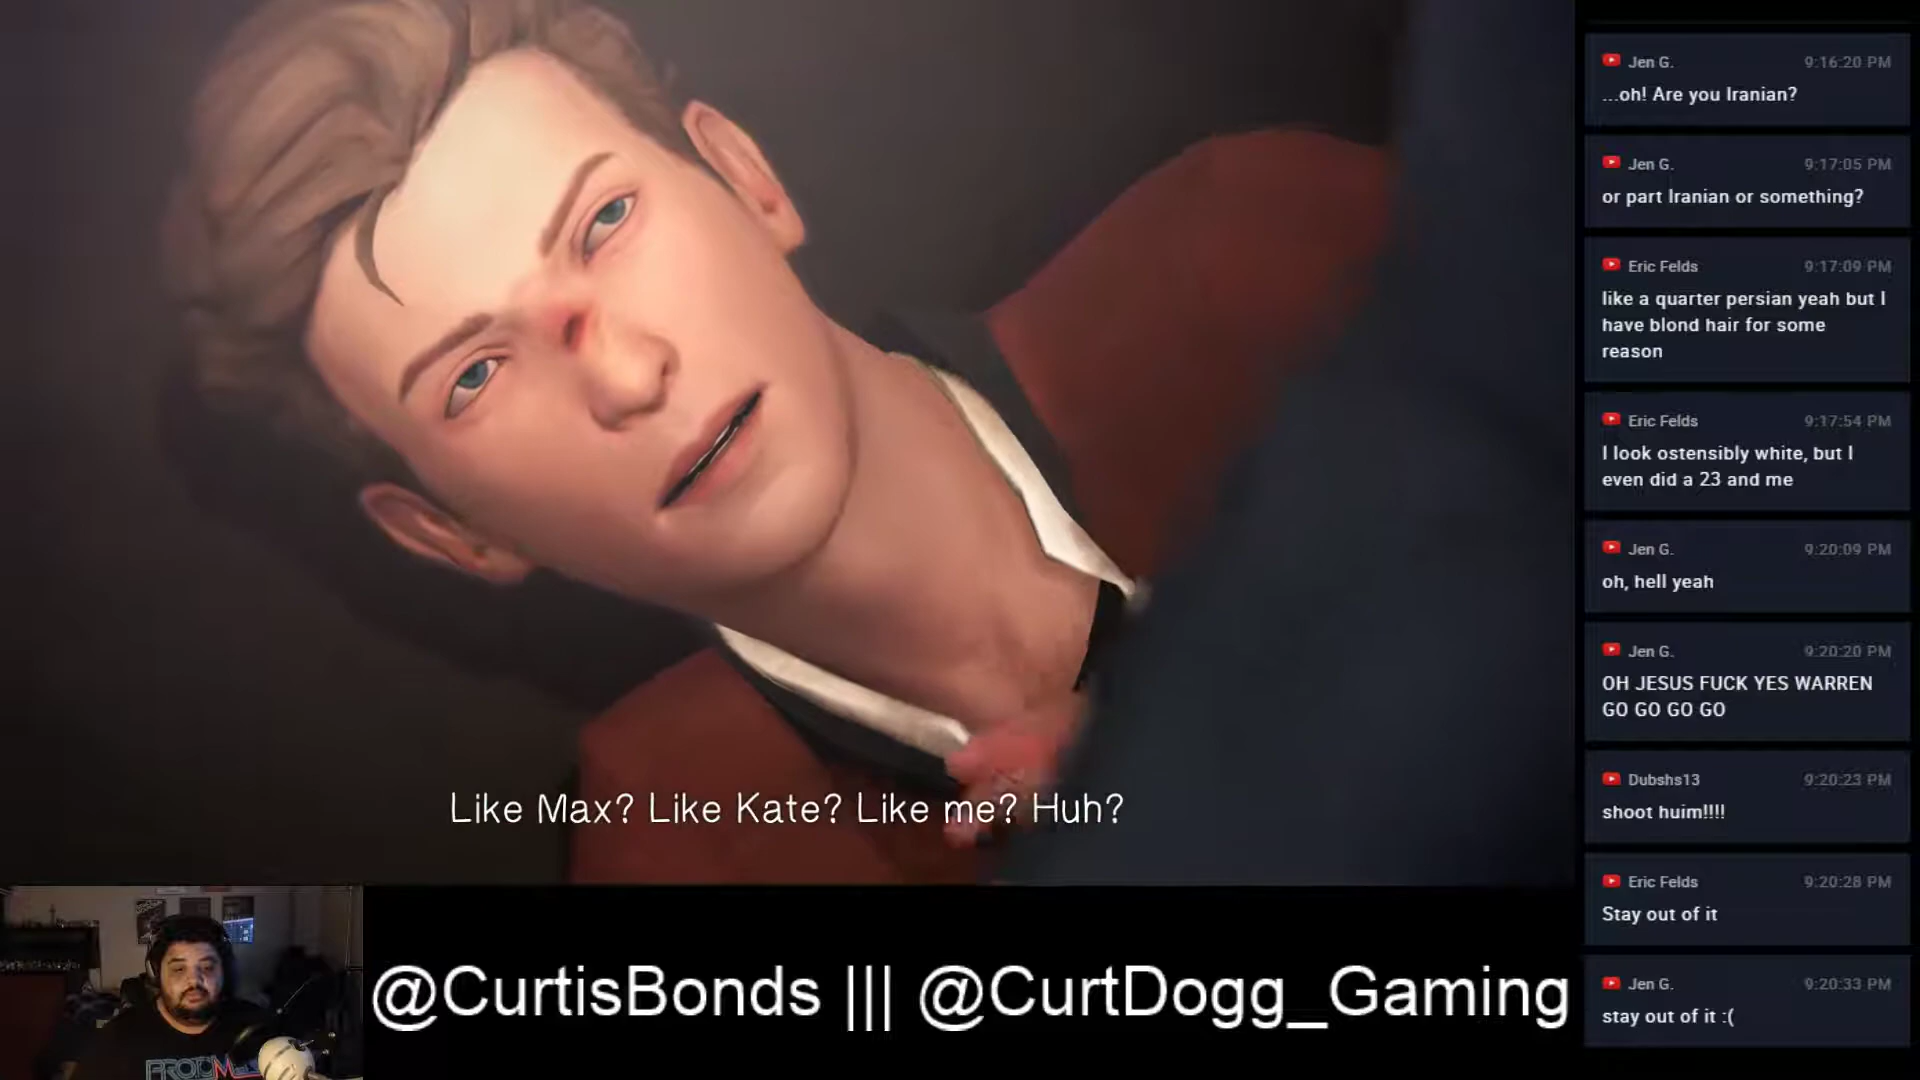 Like Max? Like Kate? Like me? Huh?
@CurtisBonds ||| @CurtDogg_Gaming
Jen G. 9:16:20 PM
...oh! Are you Iranian?
Jen G. 9:17:05 PM
or part Iranian or something?
Eric Felds 9:17:09 PM
like a quarter persian yeah but I
have blond hair for some
reason
Eric Felds 9:17:54 PM
I look ostensibly white, but I
even did a 23 and me
Jen G. 9:20:09 PM
oh, hell yeah
Jen G. 9:20:20 PM
OH JESUS FUCK YES WARREN
GO GO GO GO
Dubshs13 9:20:23 PM
shoot huim!!!!
Eric Felds 9:20:28 PM
Stay out of it
Jen G. 9:20:33 PM
stay out of it :(